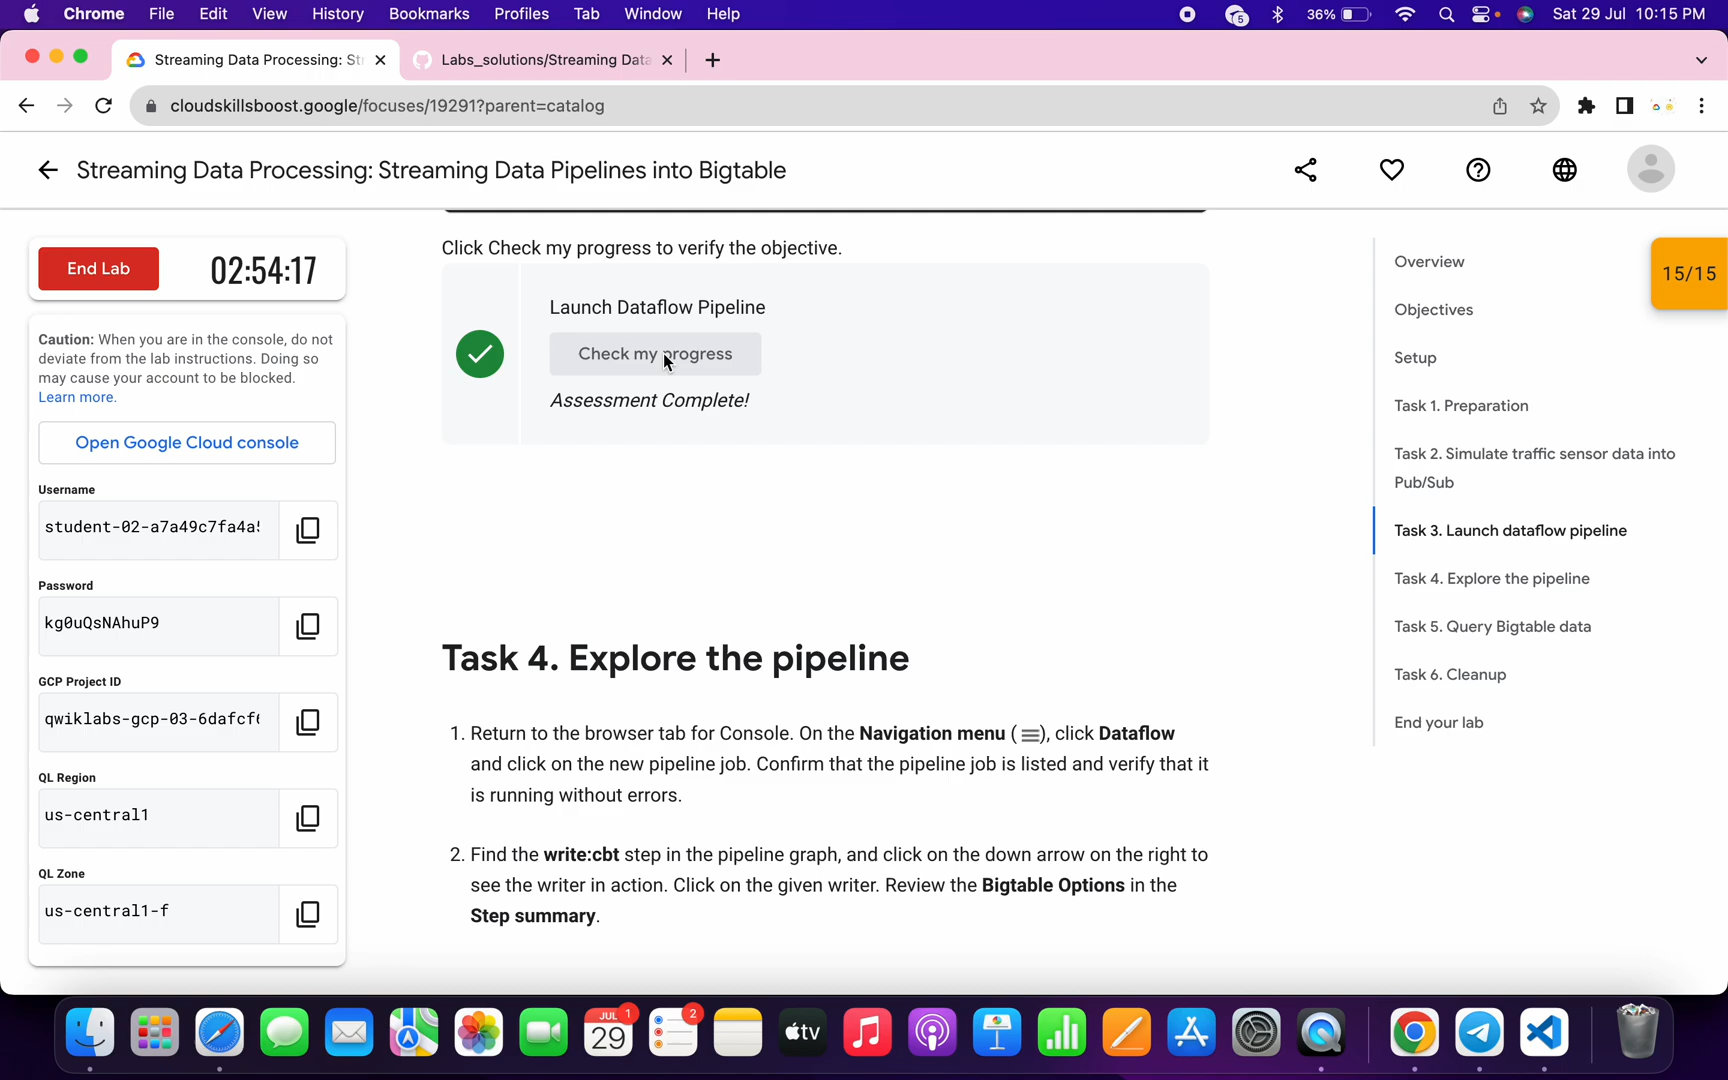 Chrome File Edit View History Bookmarks Profiles Tab Window Help
5 36% Sat 29 Jul 10:15 PM
Streaming Data Processing: St
Labs_solutions/Streaming Data
cloudskillsboost.google/focuses/19291?parent=catalog
Streaming Data Processing: Streaming Data Pipelines into Bigtable
End Lab
02:54:17
Caution: When you are in the console, do not
deviate from the lab instructions. Doing so
may cause your account to be blocked.
Learn more.
Open Google Cloud console
Username
student-02-a7a49c7fa4a
Password
kg0uQsNAhuP9
GCP Project ID
qwiklabs-gcp-03-6dafcf
QL Region
us-central1
QL Zone
us-central1-f
Click Check my progress to verify the objective.
Launch Dataflow Pipeline
Check my progress
Assessment Complete!
Task 4. Explore the pipeline
1. Return to the browser tab for Console. On the Navigation menu ( ), click Dataflow
and click on the new pipeline job. Confirm that the pipeline job is listed and verify that it
is running without errors.
2. Find the write:cbt step in the pipeline graph, and click on the down arrow on the right to
see the writer in action. Click on the given writer. Review the Bigtable Options in the
Step summary.
Overview
Objectives
Setup
Task 1. Preparation
Task 2. Simulate traffic sensor data into
Pub/Sub
Task 3. Launch dataflow pipeline
Task 4. Explore the pipeline
Task 5. Query Bigtable data
Task 6. Cleanup
End your lab
15/15
JUL
29
1
2
tv